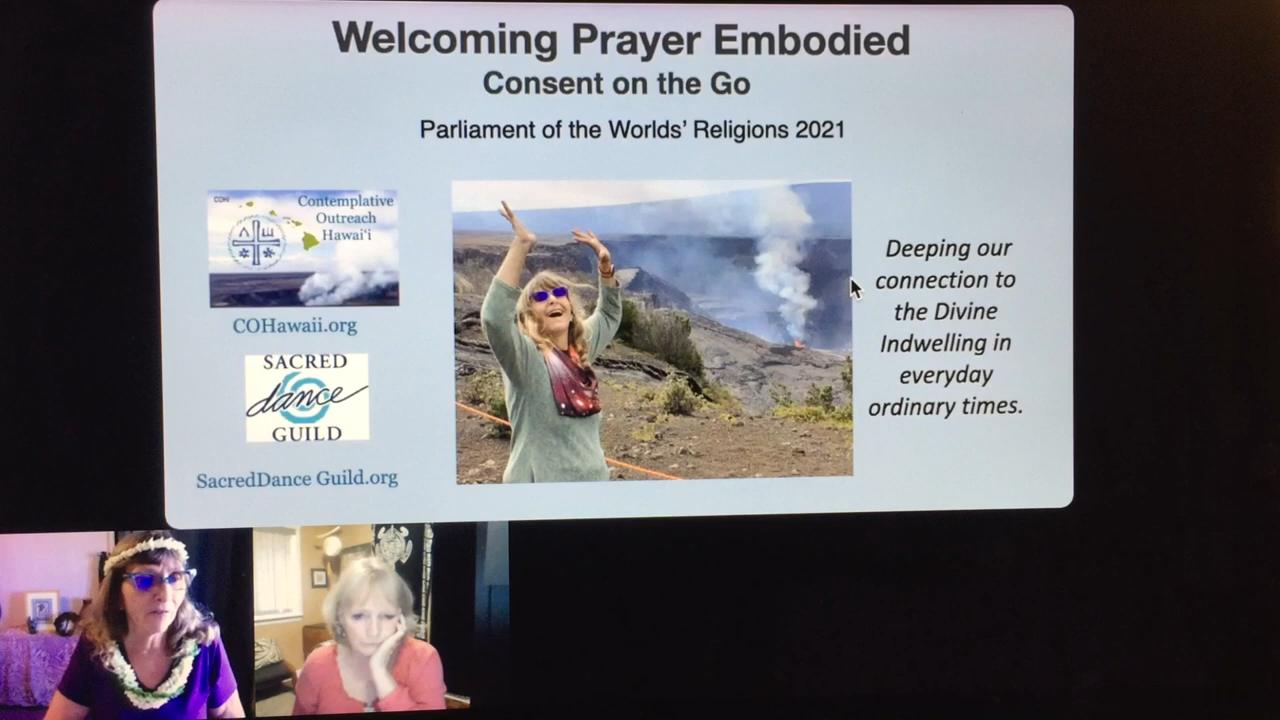 Welcoming Prayer Embodied
Consent on the Go
Parliament of the Worlds' Religions 2021
COHI
Contemplative
Outreach
Hawai'i
COHawaii.org
SACRED
dance
GUILD
SacredDance Guild.org
Deeping our
connection to
the Divine
Indwelling in
everyday
ordinary times.